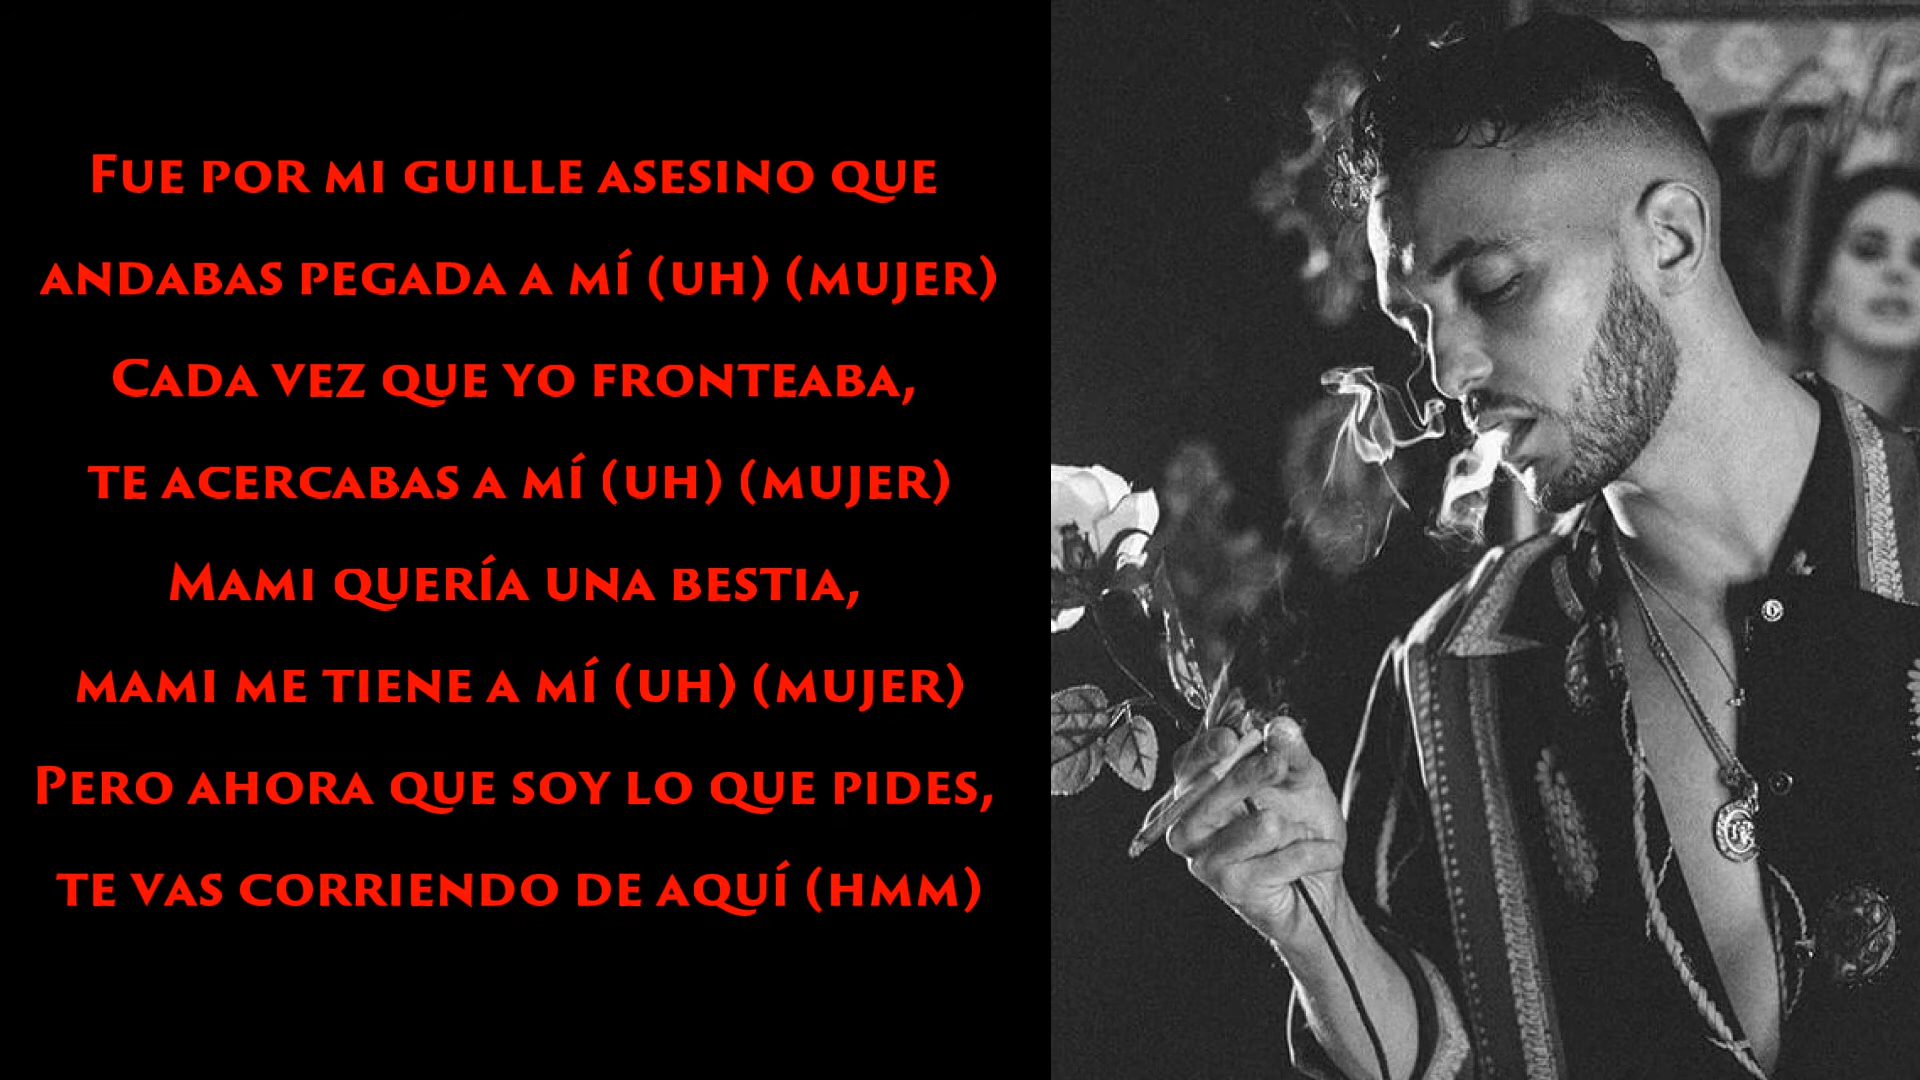 Fue por mi guille asesino que
andabas pegada a mí (uh) (mujer)
Cada vez que yo fronteaba,
te acercabas a mí (uh) (mujer)
Mami quería una bestia,
mami me tiene a mí (uh) (mujer)
Pero ahora que soy lo que pides,
te vas corriendo de aquí (hmm)